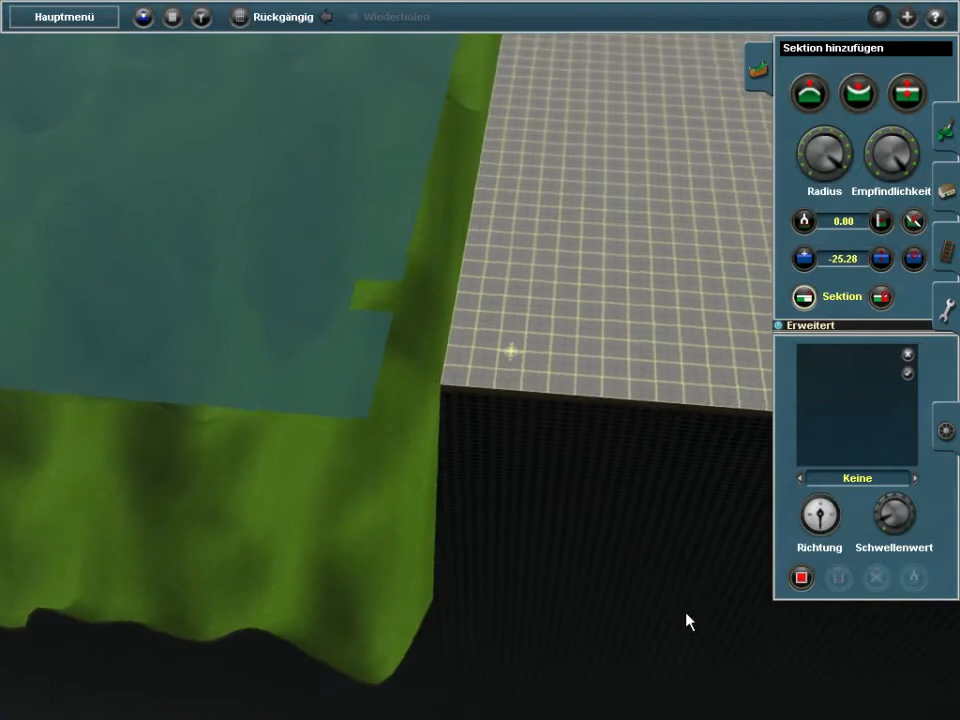 Hauptmenü
Rückgängig
Wiederholen
?
Sektion hinzufügen
Radius
Empfindlichkeit
0.00
-25.28
Sektion
Erweitert
Keine
Richtung
Schwellenwert